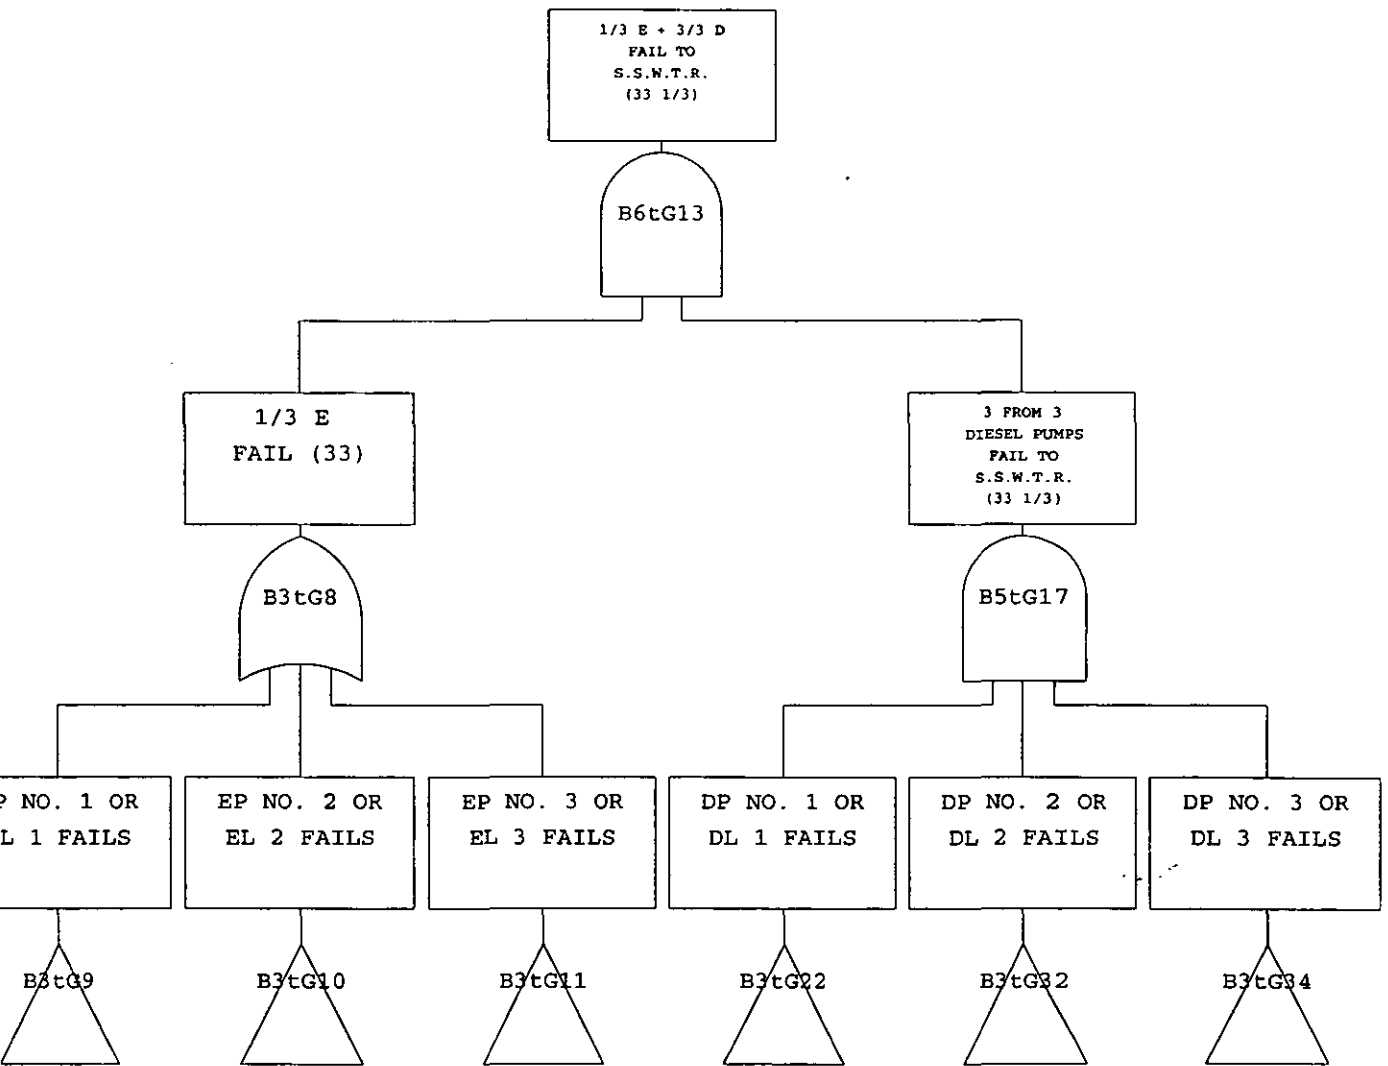 1/3 E + 3/3 D
FAIL TO
S.S.W.T.R.
(33 1/3)
B6tG13
1/3 E
FAIL (33)
3 FROM 3
DIESEL PUMPS
FAIL TO
S.S.W.T.R.
(33 1/3)
B3tG8
B5tG17
P NO. 1 OR
L 1 FAILS
EP NO. 2 OR
EL 2 FAILS
EP NO. 3 OR
EL 3 FAILS
DP NO. 1 OR
DL 1 FAILS
DP NO. 2 OR
DL 2 FAILS
DP NO. 3 OR
DL 3 FAILS
B3tG9
B3tG10
B3tG11
B3tG22
B3tG32
B3tG34